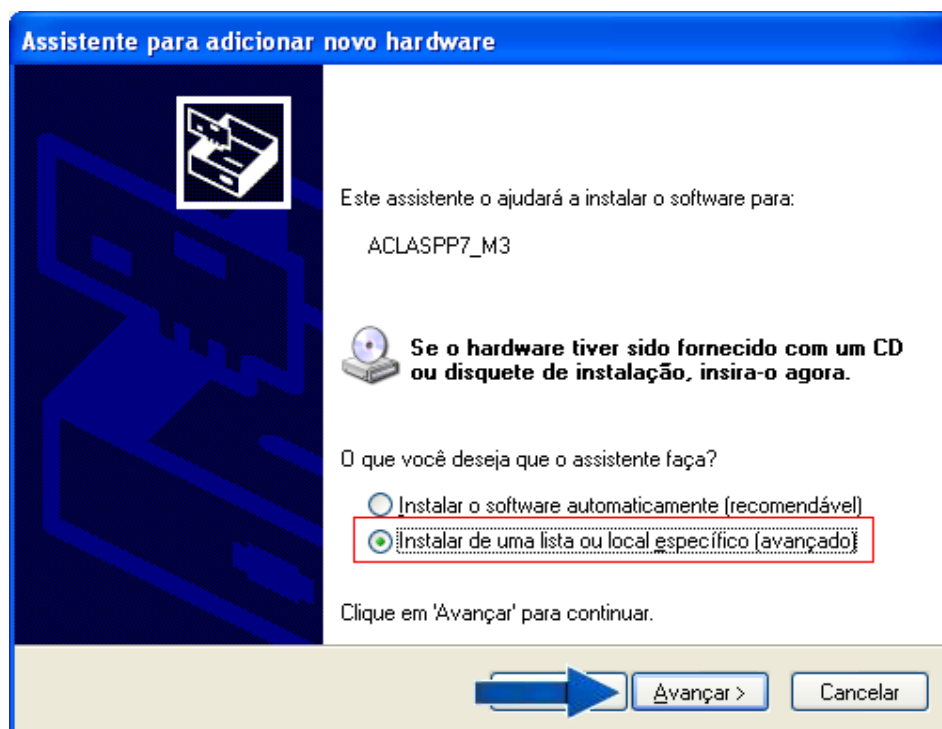 Assistente para adicionar novo hardware
Este assistente o ajudará a instalar o software para:
ACLASPP7_M3
Se o hardware tiver sido fornecido com um CD
ou disquete de instalação, insira-o agora.
O que você deseja que o assistente faça?
Instalar o software automaticamente (recomendável)
Instalar de uma lista ou local específico (avançado)
Clique em 'Avançar' para continuar.
Avançar > Cancelar